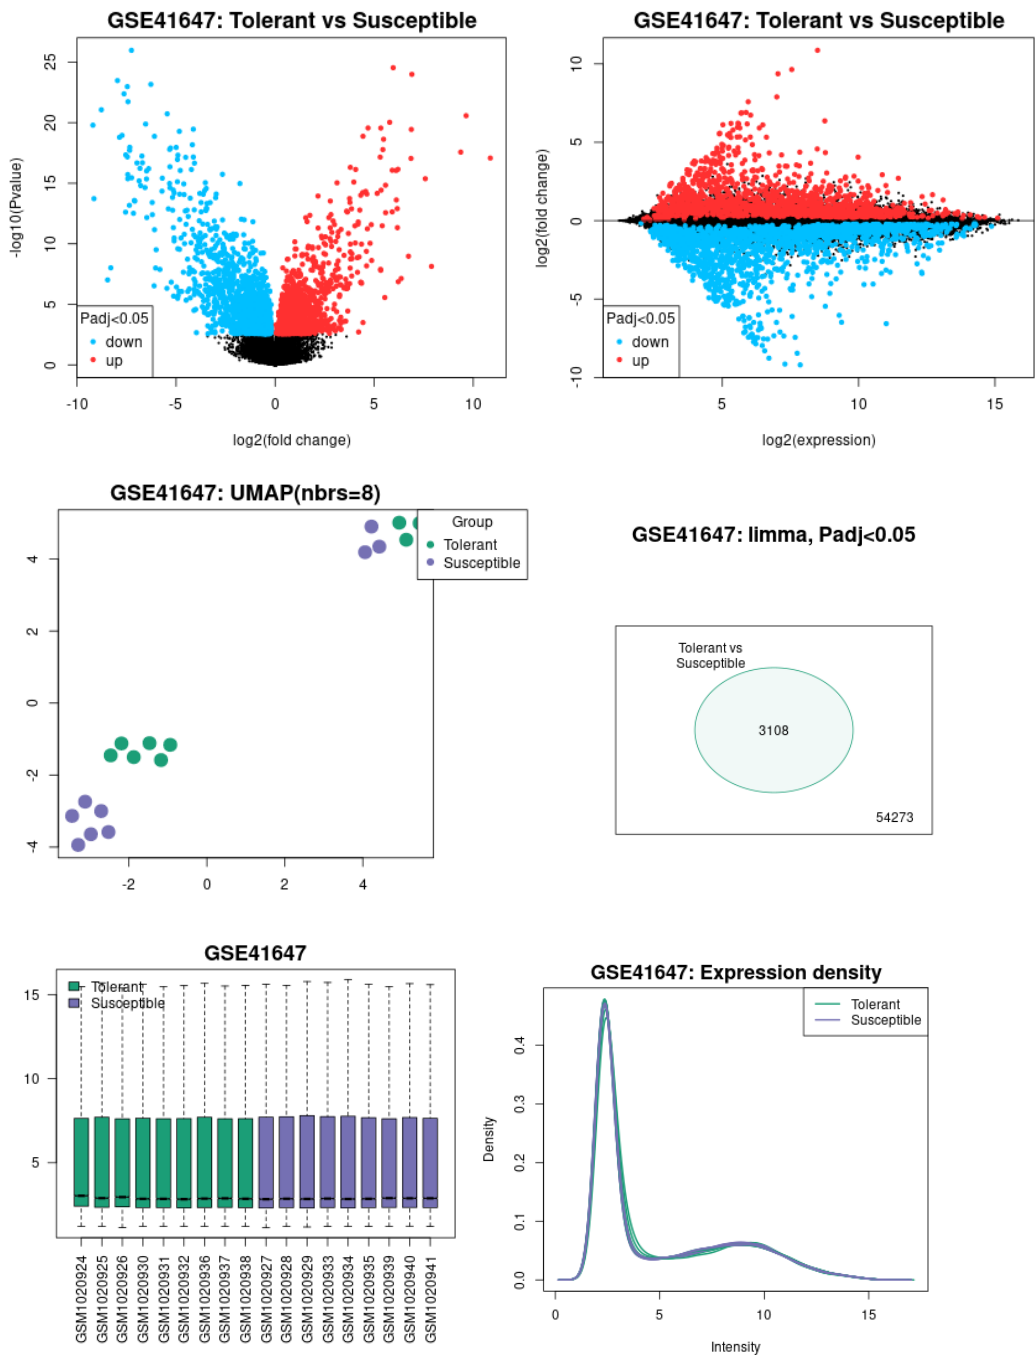 GSE41647: Tolerant vs Susceptible
25
20
15
10
5
0
-log10(Pvalue)
Padj<0.05
down
up
-10
-5
0
5
10
log2(fold change)
GSE41647: Tolerant vs Susceptible
10
5
0
-5
-10
log2(fold change)
Padj<0.05
down
up
5
10
15
log2(expression)
GSE41647: UMAP(nbrs=8)
Group
Tolerant
Susceptible
4
2
0
-2
-4
-2
0
2
4
GSE41647: limma, Padj<0.05
Tolerant vs
Susceptible
3108
54273
GSE41647
Tolerant
Susceptible
15
10
5
GSM1020924
GSM1020925
GSM1020926
GSM1020930
GSM1020931
GSM1020932
GSM1020936
GSM1020937
GSM1020938
GSM1020927
GSM1020928
GSM1020929
GSM1020933
GSM1020934
GSM1020935
GSM1020939
GSM1020940
GSM1020941
GSE41647: Expression density
Tolerant
Susceptible
0.4
0.3
0.2
0.1
0.0
Density
0
5
10
15
Intensity